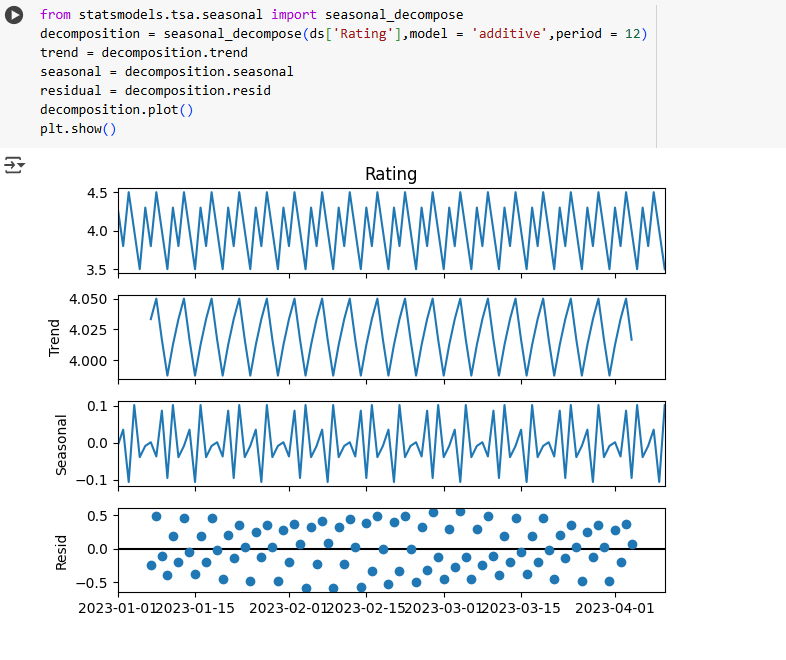 from statsmodels.tsa.seasonal import seasonal_decompose
decomposition = seasonal_decompose(ds['Rating'],model = 'additive',period = 12)
trend = decomposition.trend
seasonal = decomposition.seasonal
residual = decomposition.resid
decomposition.plot()
plt.show()
Rating
4.5
4.0
3.5
4.050
4.025
4.000
Trend
0.1
0.0
−0.1
Seasonal
0.5
0.0
−0.5
Resid
2023-01-01 2023-01-15 2023-02-01 2023-02-15 2023-03-01 2023-03-15 2023-04-01